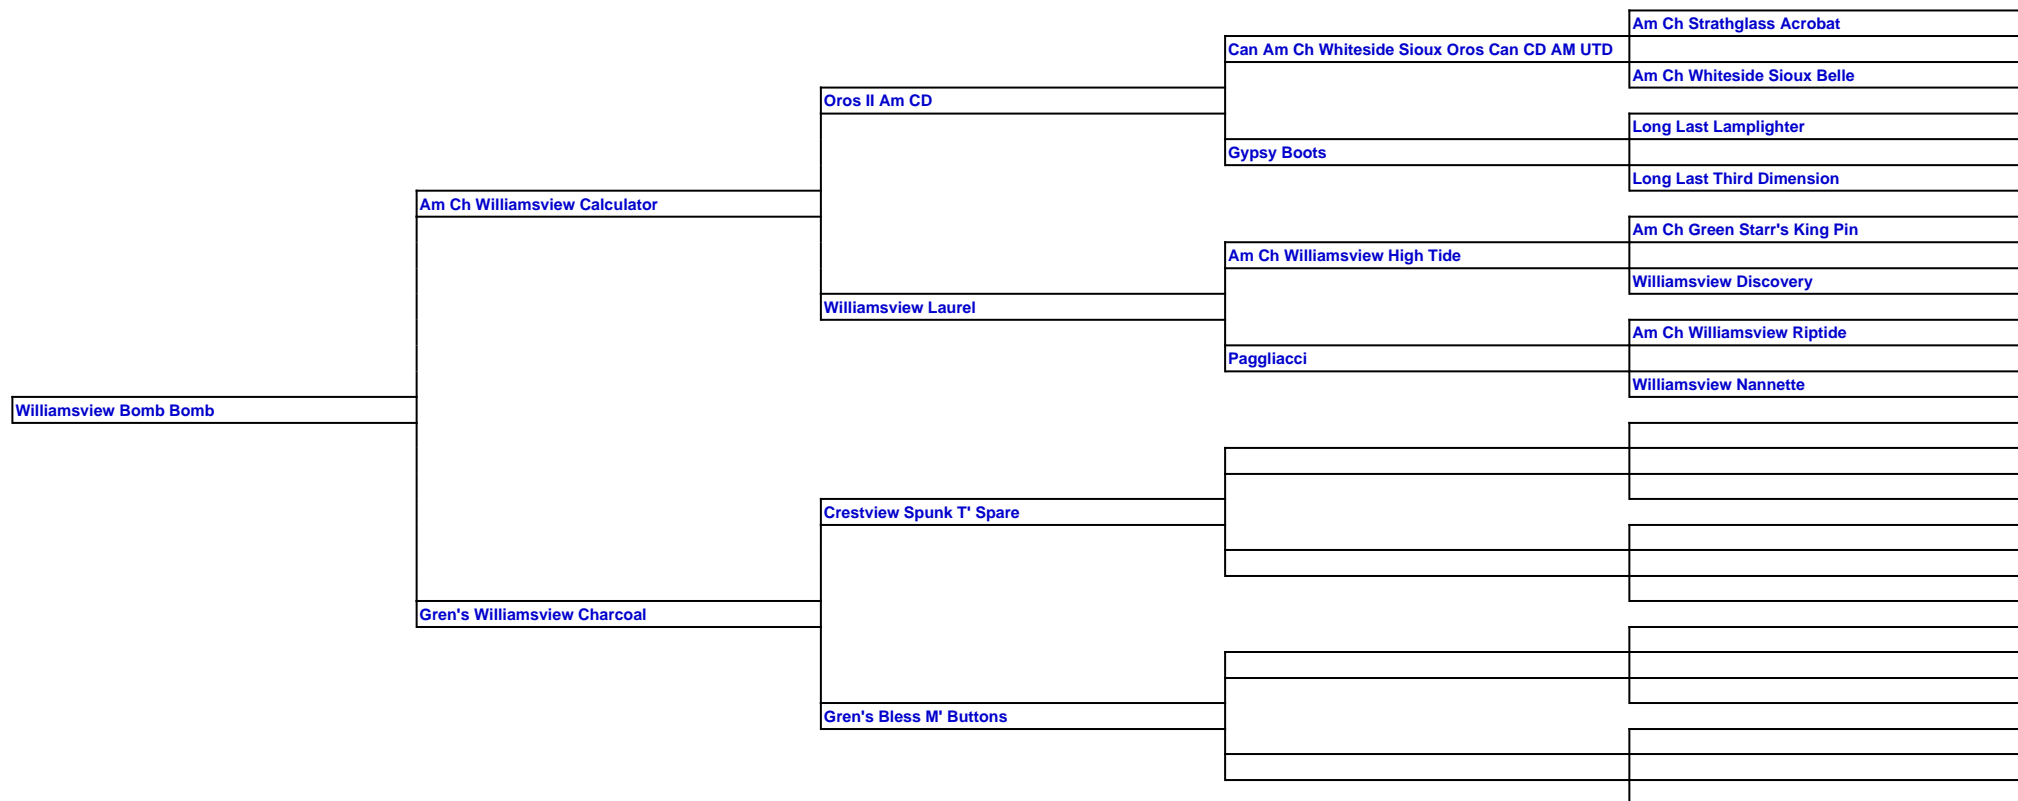 Am Ch Strathglass Acrobat
Can Am Ch Whiteside Sioux Oros Can CD AM UTD
Am Ch Whiteside Sioux Belle
Oros II Am CD
Long Last Lamplighter
Gypsy Boots
Long Last Third Dimension
Am Ch Williamsview Calculator
Am Ch Green Starr's King Pin
Am Ch Williamsview High Tide
Williamsview Discovery
Williamsview Laurel
Am Ch Williamsview Riptide
Paggliacci
Williamsview Nannette
Williamsview Bomb Bomb
Crestview Spunk T' Spare
Gren's Williamsview Charcoal
Gren's Bless M' Buttons